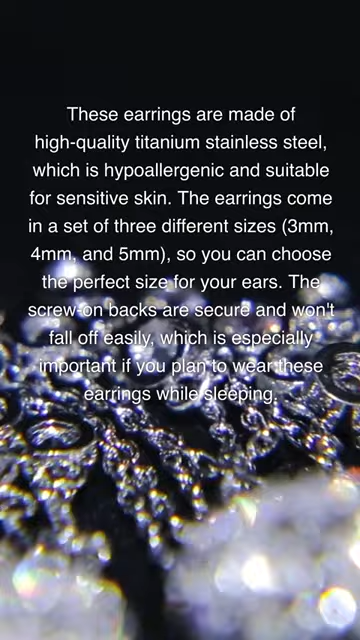 These earrings are made of
high-quality titanium stainless steel,
which is hypoallergenic and suitable
for sensitive skin. The earrings come
in a set of three different sizes (3mm,
4mm, and 5mm), so you can choose
the perfect size for your ears. The
screw-on backs are secure and won't
fall off easily, which is especially
important if you plan to wear these
earrings while sleeping.